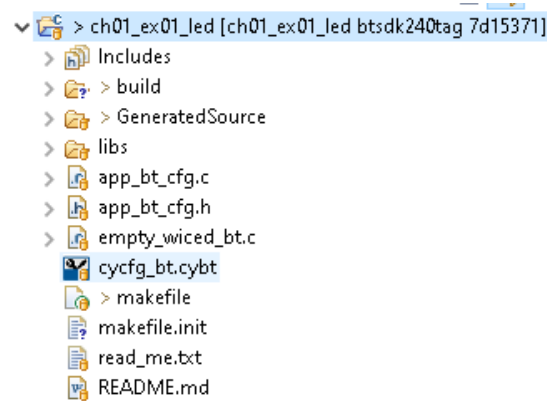 > ch01_ex01_led [ch01_ex01_led btsdk240tag 7d15371]
Includes
> build
> GeneratedSource
libs
app_bt_cfg.c
app_bt_cfg.h
empty_wiced_bt.c
cycfg_bt.cybt
> makefile
makefile.init
read_me.txt
README.md